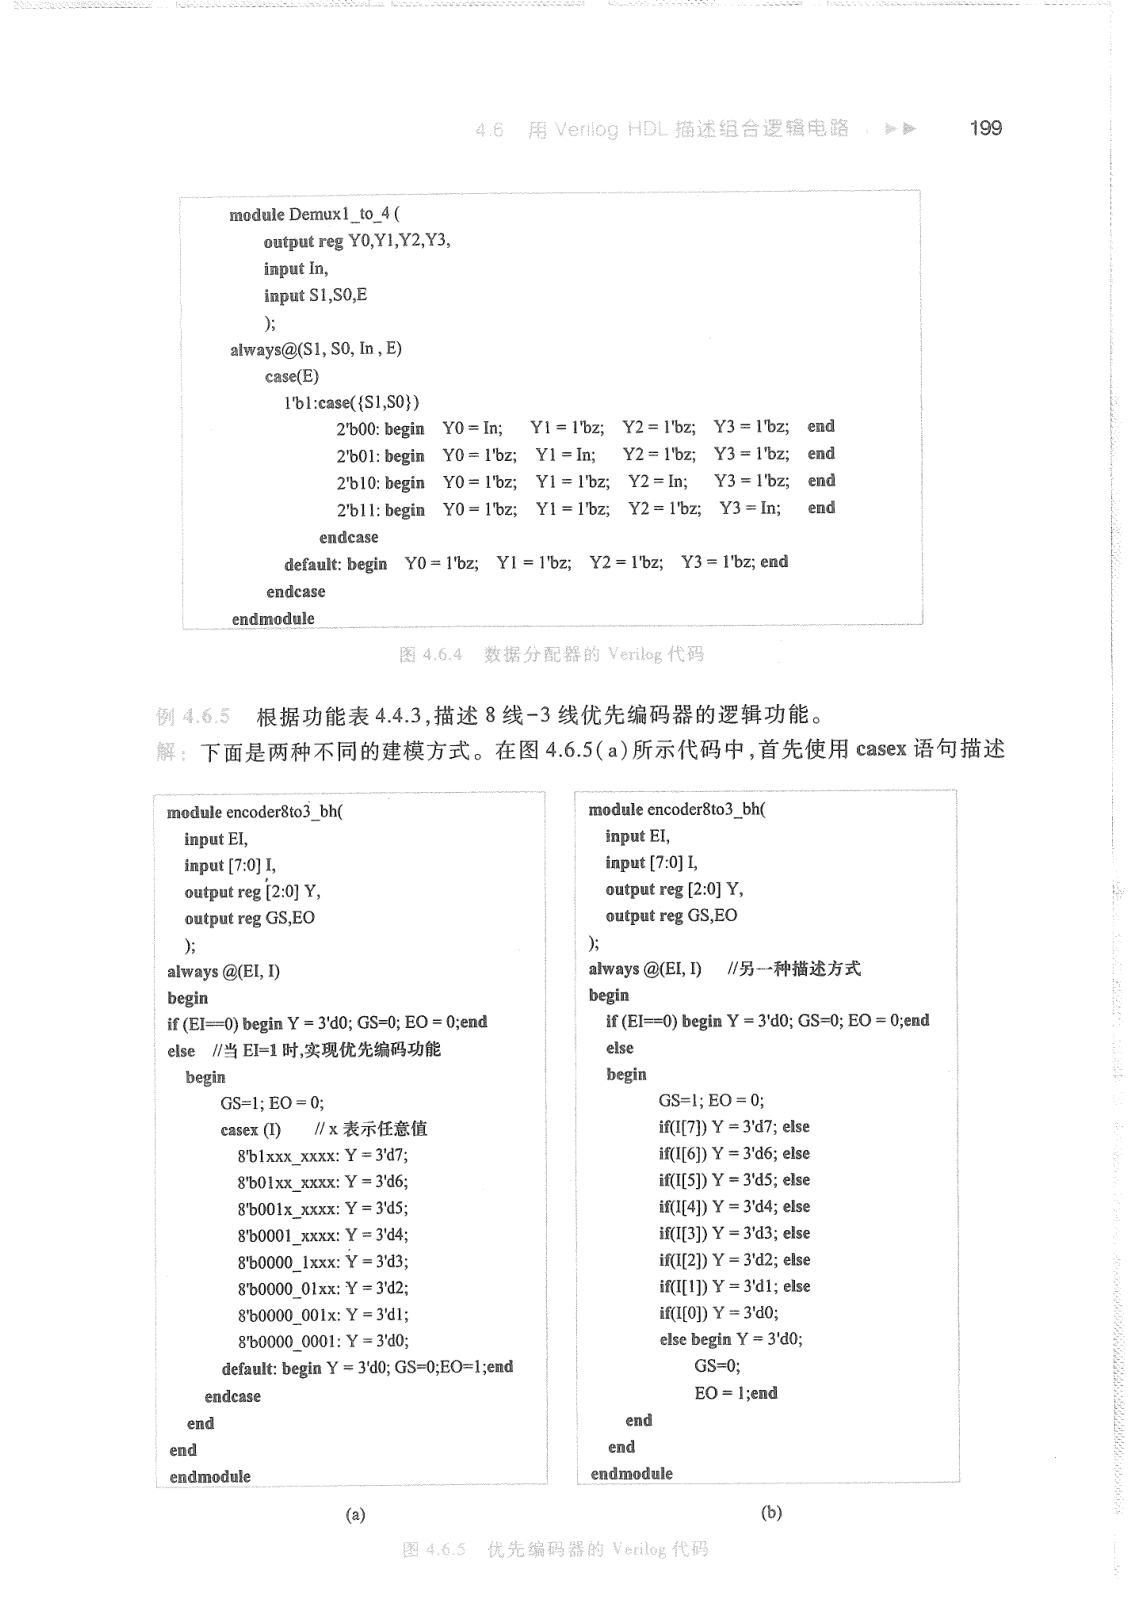 4.6 用 Verilog HDL 描述组合逻辑电路 199
module Demux1_to_4 (
output reg Y0,Y1,Y2,Y3,
input In,
input S1,S0,E
);
always@(S1, S0, In , E)
case(E)
1'b1:case({S1,S0})
2'b00: begin Y0 = In; Y1 = 1'bz; Y2 = 1'bz; Y3 = 1'bz; end
2'b01: begin Y0 = 1'bz; Y1 = In; Y2 = 1'bz; Y3 = 1'bz; end
2'b10: begin Y0 = 1'bz; Y1 = 1'bz; Y2 = In; Y3 = 1'bz; end
2'b11: begin Y0 = 1'bz; Y1 = 1'bz; Y2 = 1'bz; Y3 = In; end
endcase
default: begin Y0 = 1'bz; Y1 = 1'bz; Y2 = 1'bz; Y3 = 1'bz; end
endcase
endmodule
图 4.6.4 数据分配器的 Verilog 代码
例 4.6.5 根据功能表 4.4.3,描述 8 线-3 线优先编码器的逻辑功能。
解: 下面是两种不同的建模方式。在图 4.6.5(a)所示代码中,首先使用 casex 语句描述
module encoder8to3_bh(
input EI,
input [7:0] I,
output reg [2:0] Y,
output reg GS,EO
);
always @(EI, I)
begin
if (EI==0) begin Y = 3'd0; GS=0; EO = 0;end
else //当 EI=1 时,实现优先编码功能
begin
GS=1; EO = 0;
casex (I) // x 表示任意值
8'b1xxx_xxxx: Y = 3'd7;
8'b01xx_xxxx: Y = 3'd6;
8'b001x_xxxx: Y = 3'd5;
8'b0001_xxxx: Y = 3'd4;
8'b0000_1xxx: Y = 3'd3;
8'b0000_01xx: Y = 3'd2;
8'b0000_001x: Y = 3'd1;
8'b0000_0001: Y = 3'd0;
default: begin Y = 3'd0; GS=0;EO=1;end
endcase
end
end
endmodule
(a)
module encoder8to3_bh(
input EI,
input [7:0] I,
output reg [2:0] Y,
output reg GS,EO
);
always @(EI, I) //另一种描述方式
begin
if (EI==0) begin Y = 3'd0; GS=0; EO = 0;end
else
begin
GS=1; EO = 0;
if(I[7]) Y = 3'd7; else
if(I[6]) Y = 3'd6; else
if(I[5]) Y = 3'd5; else
if(I[4]) Y = 3'd4; else
if(I[3]) Y = 3'd3; else
if(I[2]) Y = 3'd2; else
if(I[1]) Y = 3'd1; else
if(I[0]) Y = 3'd0;
else begin Y = 3'd0;
GS=0;
EO = 1;end
end
end
endmodule
(b)
图 4.6.5 优先编码器的 Verilog 代码